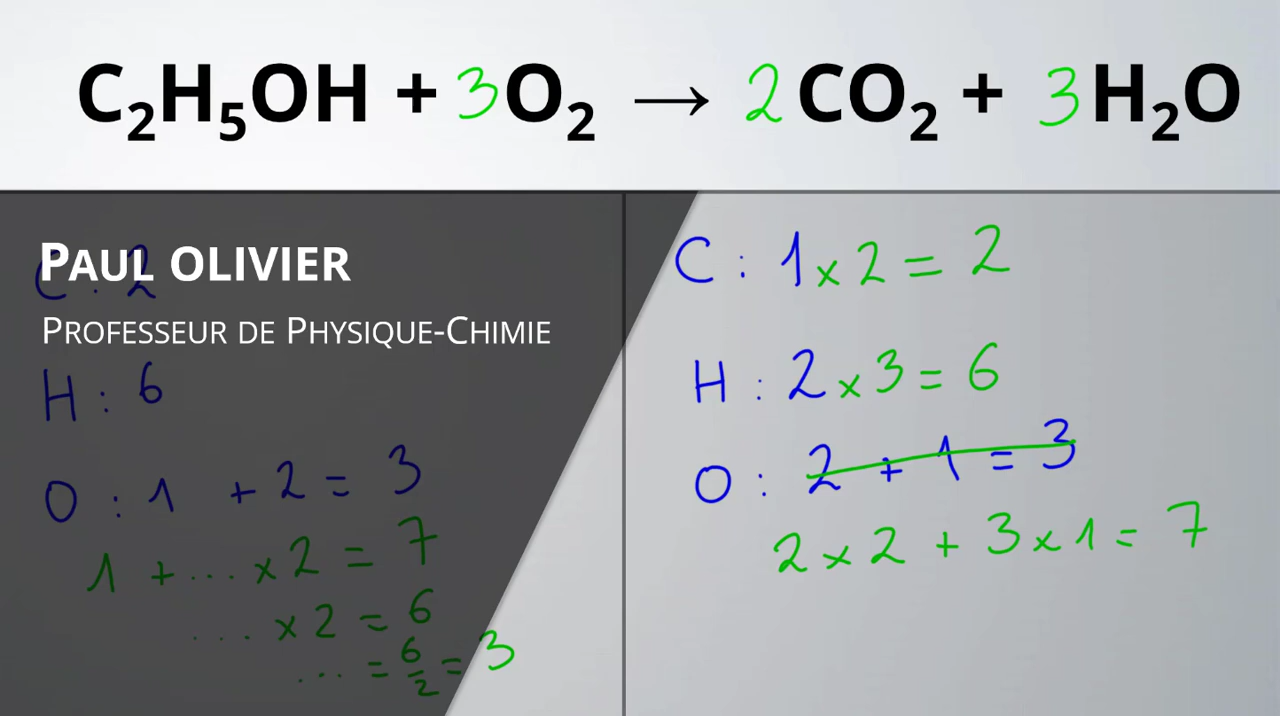 C₂H₅OH + 3O₂ → 2CO₂ + 3H₂O
PAUL OLIVIER
PROFESSEUR DE PHYSIQUE-CHIMIE
C : 2
H : 6
O : 1 + 2 = 3
1 + ... × 2 = 7
... × 2 = 6
... = 6/2 = 3
C : 1 × 2 = 2
H : 2 × 3 = 6
O : 2 + 1 = 3
2 × 2 + 3 × 1 = 7